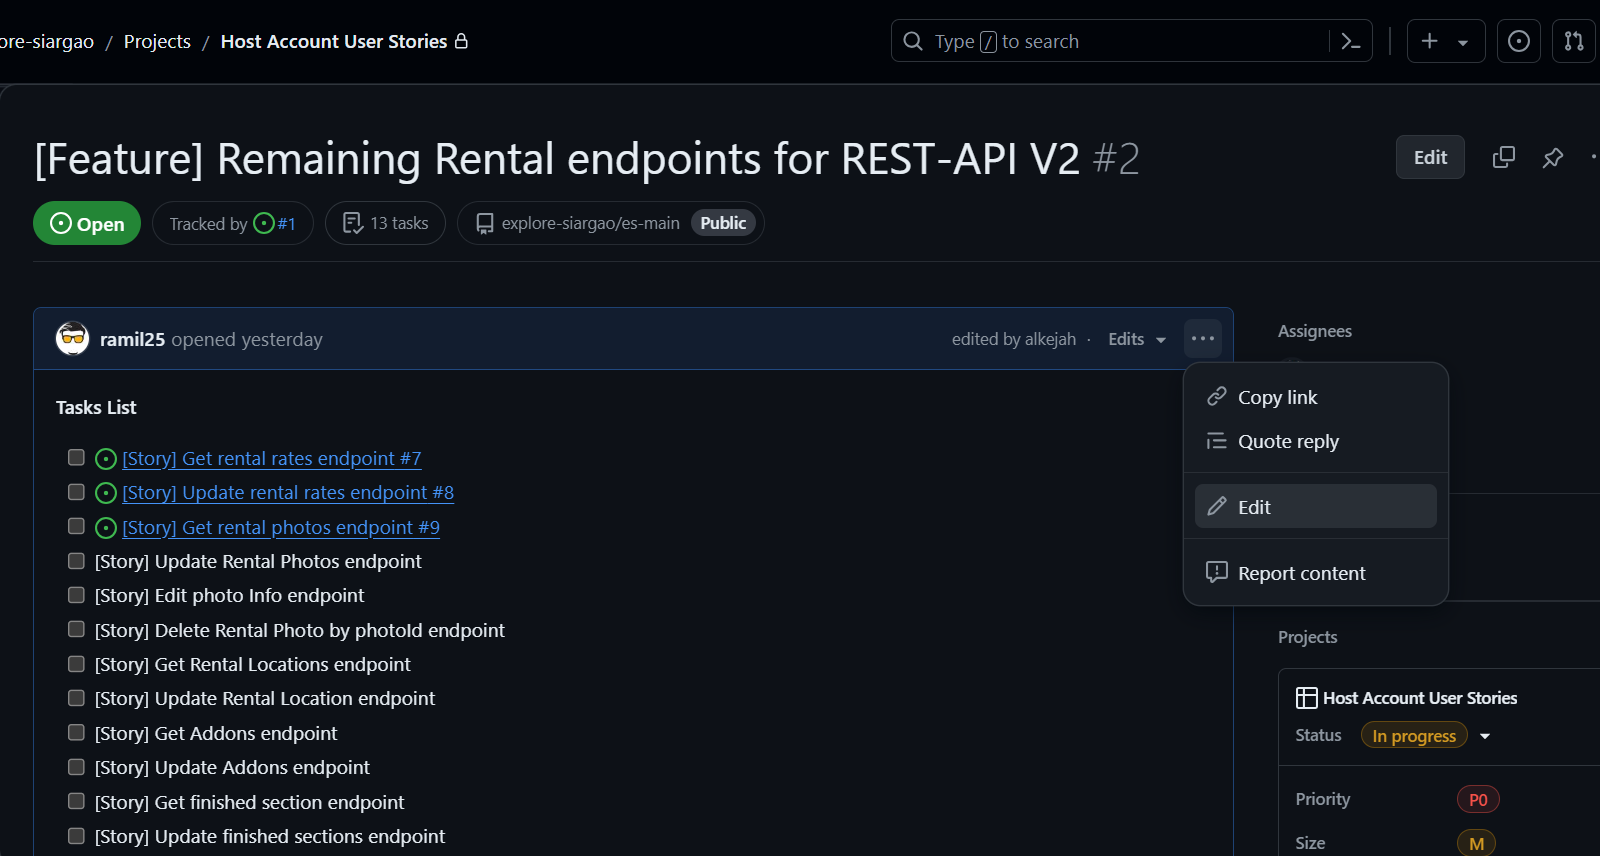 ore-siargao / Projects / Host Account User Stories
Type / to search
[Feature] Remaining Rental endpoints for REST-API V2 #2
Edit
Open
Tracked by #1
13 tasks
explore-siargao/es-main Public
ramil25 opened yesterday
edited by alkejah · Edits
Assignees
Copy link
Quote reply
Edit
Report content
Tasks List
[Story] Get rental rates endpoint #7
[Story] Update rental rates endpoint #8
[Story] Get rental photos endpoint #9
[Story] Update Rental Photos endpoint
[Story] Edit photo Info endpoint
[Story] Delete Rental Photo by photoId endpoint
[Story] Get Rental Locations endpoint
[Story] Update Rental Location endpoint
[Story] Get Addons endpoint
[Story] Update Addons endpoint
[Story] Get finished section endpoint
[Story] Update finished sections endpoint
Projects
Host Account User Stories
Status In progress
Priority P0
Size M